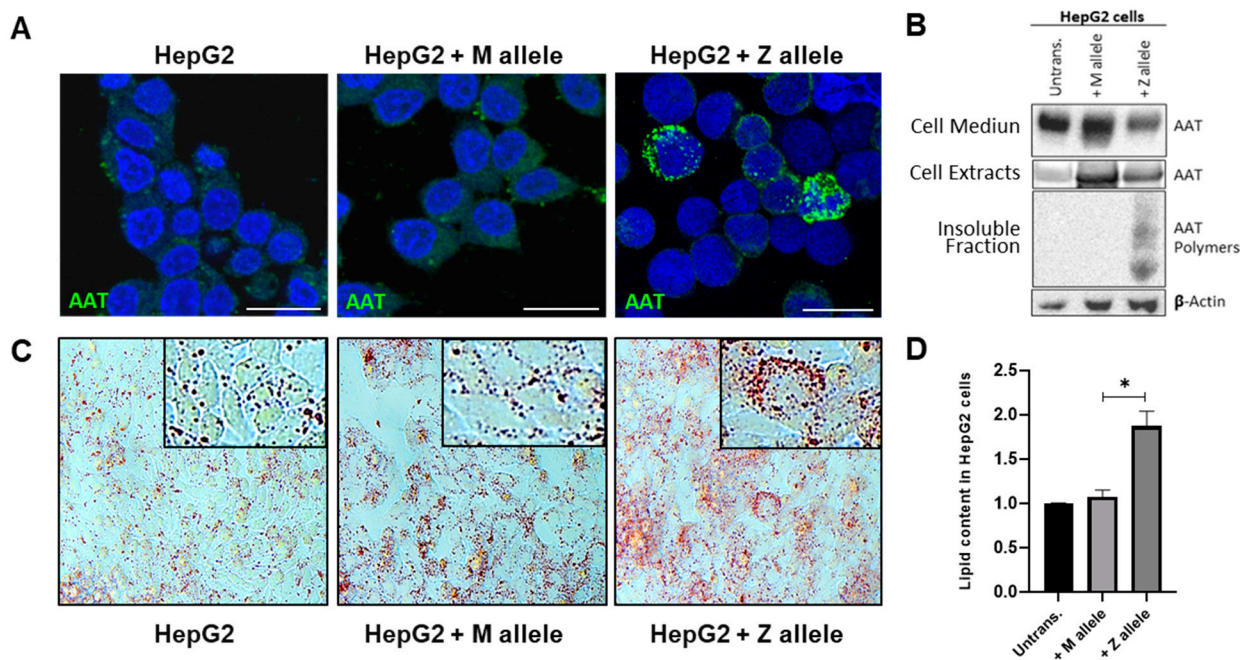 A
HepG2
HepG2 + M allele
HepG2 + Z allele
AAT
AAT
AAT
B
HepG2 cells
Untrans.
+ M allele
+ Z allele
Cell Mediun
AAT
Cell Extracts
AAT
Insoluble
Fraction
AAT
Polymers
β-Actin
C
HepG2
HepG2 + M allele
HepG2 + Z allele
D
Lipid content in HepG2 cells
2.5
2.0
1.5
1.0
0.5
0.0
*
Untrans.
+ M allele
+ Z allele